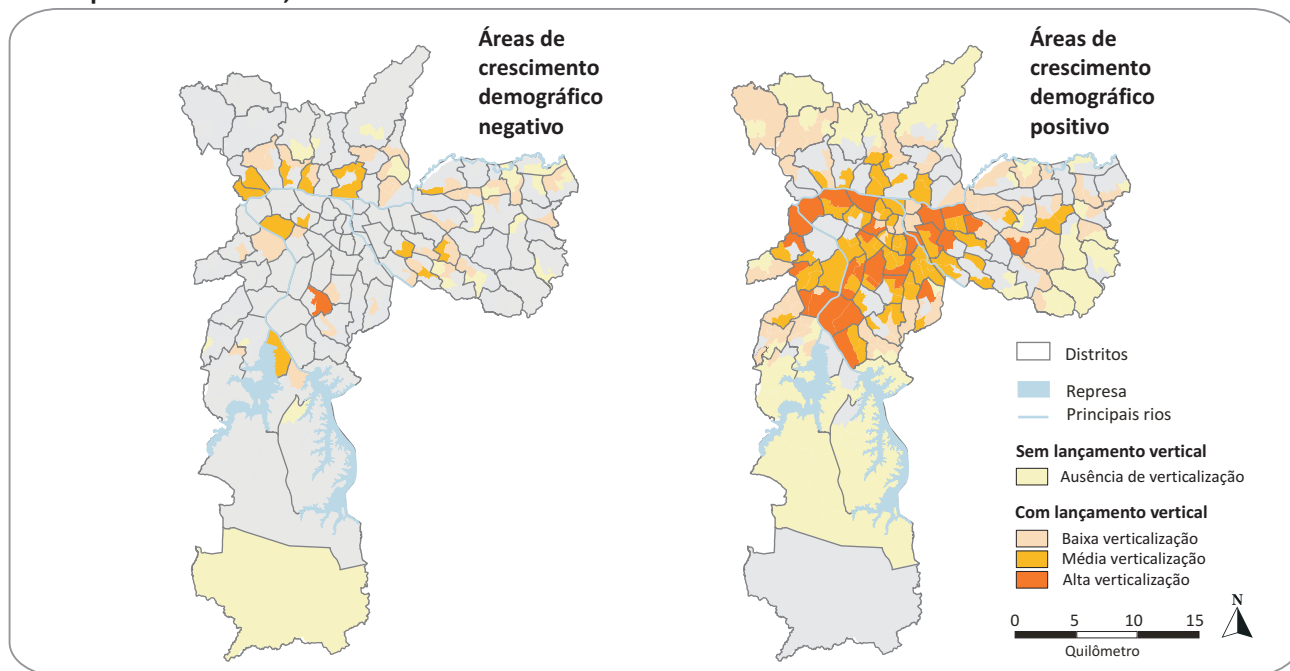 Áreas de
crescimento
demográfico
negativo
Áreas de
crescimento
demográfico
positivo
Distritos
Represa
Principais rios
Sem lançamento vertical
Ausência de verticalização
Com lançamento vertical
Baixa verticalização
Média verticalização
Alta verticalização
0 5 10 15
Quilômetro
N